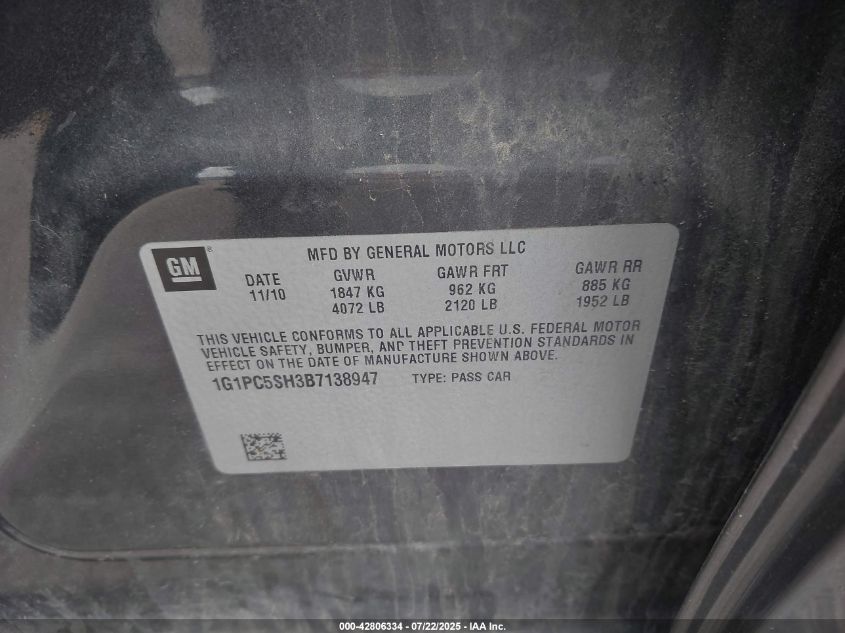 GM ®
MFD BY GENERAL MOTORS LLC
DATE GVWR GAWR FRT GAWR RR
11/10 1847 KG 962 KG 885 KG
4072 LB 2120 LB 1952 LB
THIS VEHICLE CONFORMS TO ALL APPLICABLE U.S. FEDERAL MOTOR
VEHICLE SAFETY, BUMPER, AND THEFT PREVENTION STANDARDS IN
EFFECT ON THE DATE OF MANUFACTURE SHOWN ABOVE.
1G1PC5SH3B7138947 TYPE: PASS CAR
000-42806334 - 07/22/2025 - IAA Inc.